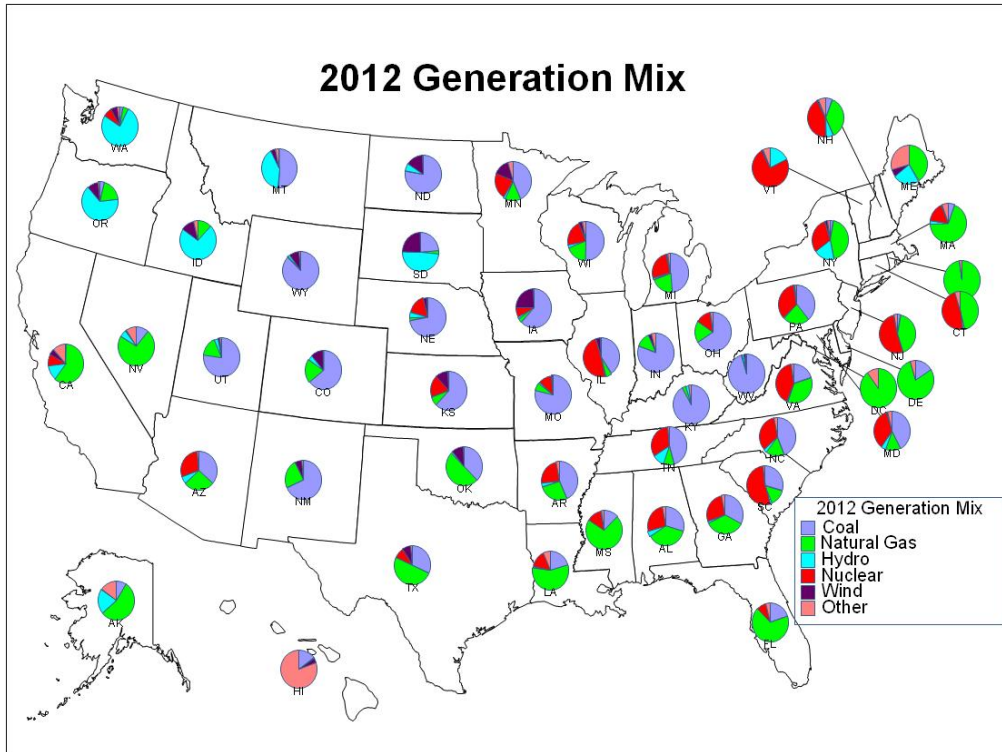 2012 Generation Mix
WA
MT
ND
MN
OR
ID
SD
WI
MI
NH
VT
ME
NY
MA
WY
NE
IA
PA
CT
NJ
CA
NV
UT
CO
KS
MO
IL
IN
OH
WV
VA
DC
DE
MD
KY
AZ
NM
OK
AR
TN
NC
SC
MS
AL
GA
TX
LA
FL
AK
HI
2012 Generation Mix
Coal
Natural Gas
Hydro
Nuclear
Wind
Other